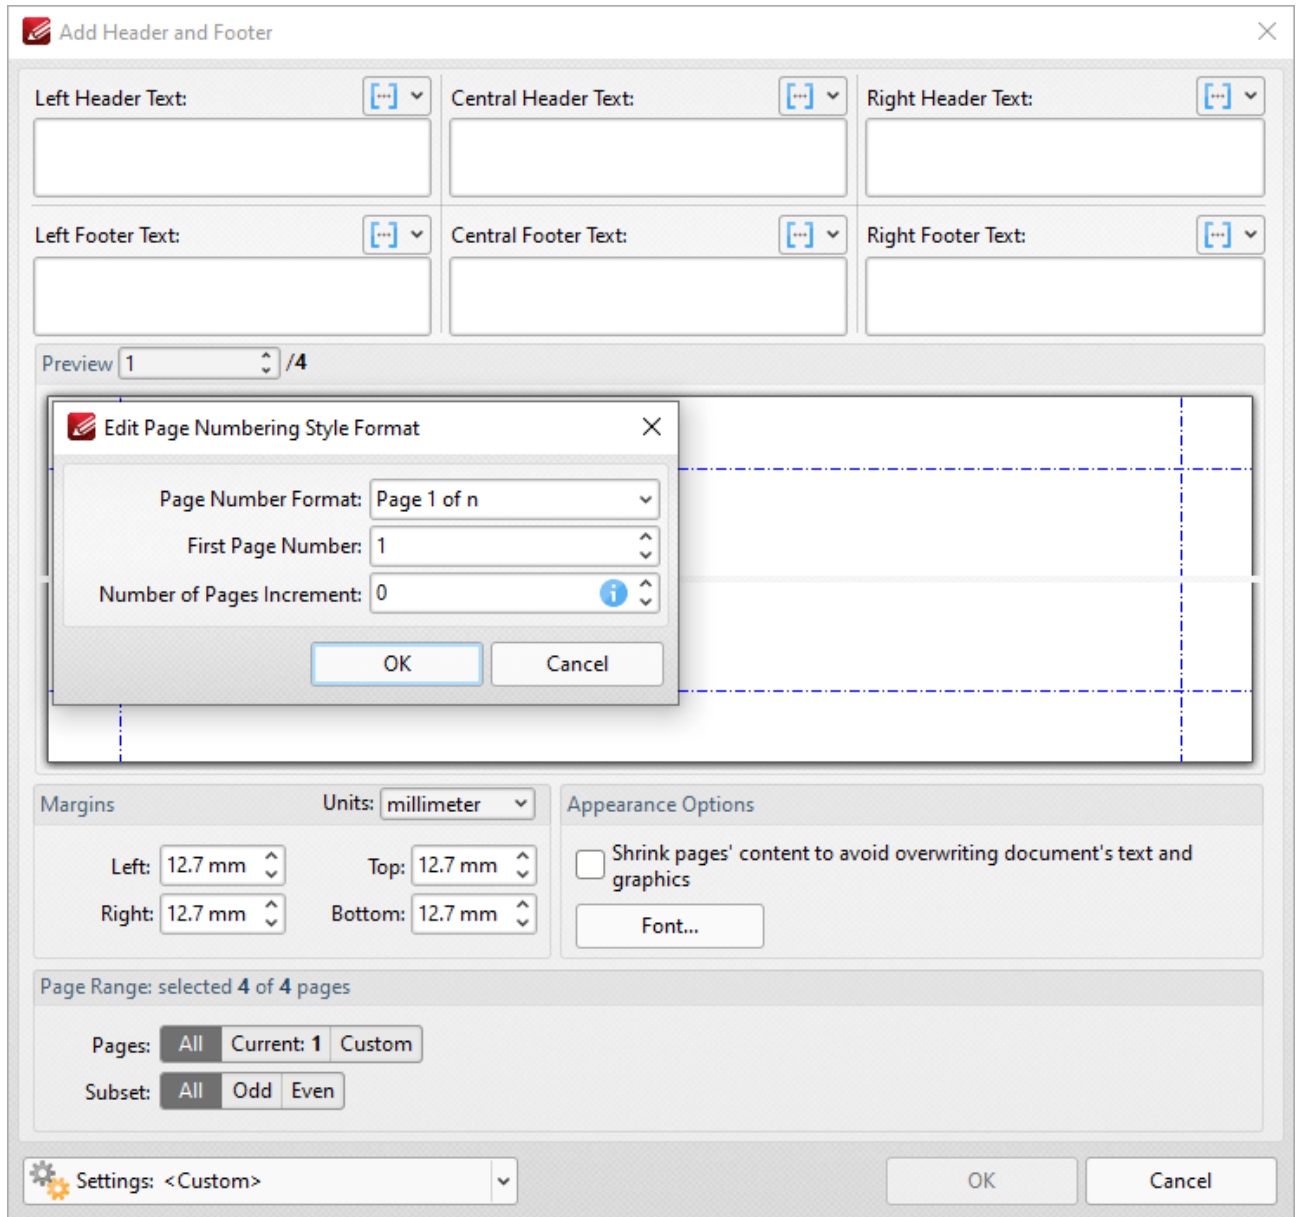 Add Header and Footer
Left Header Text:
Central Header Text:
Right Header Text:
Left Footer Text:
Central Footer Text:
Right Footer Text:
Preview 1 /4
Edit Page Numbering Style Format
Page Number Format: Page 1 of n
First Page Number: 1
Number of Pages Increment: 0
OK Cancel
Margins Units: millimeter
Left: 12.7 mm Top: 12.7 mm
Right: 12.7 mm Bottom: 12.7 mm
Appearance Options
Shrink pages' content to avoid overwriting document's text and
graphics
Font...
Page Range: selected 4 of 4 pages
Pages: All Current: 1 Custom
Subset: All Odd Even
Settings: <Custom>
OK Cancel